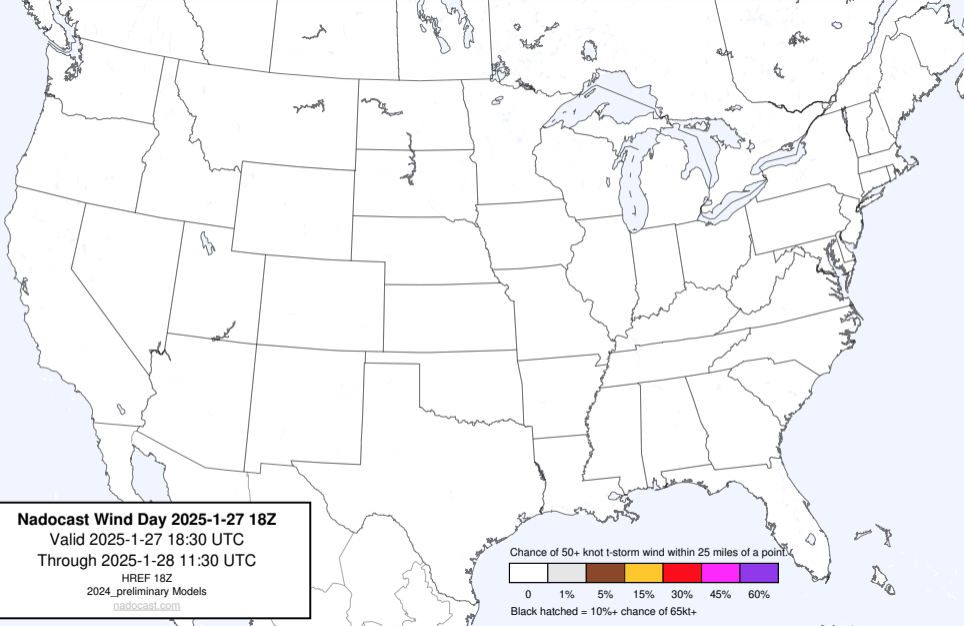 Nadocast Wind Day 2025-1-27 18Z
Valid 2025-1-27 18:30 UTC
Through 2025-1-28 11:30 UTC
HREF 18Z
2024_preliminary Models
nadocast.com
Chance of 50+ knot t-storm wind within 25 miles of a point.
0 1% 5% 15% 30% 45% 60%
Black hatched = 10%+ chance of 65kt+